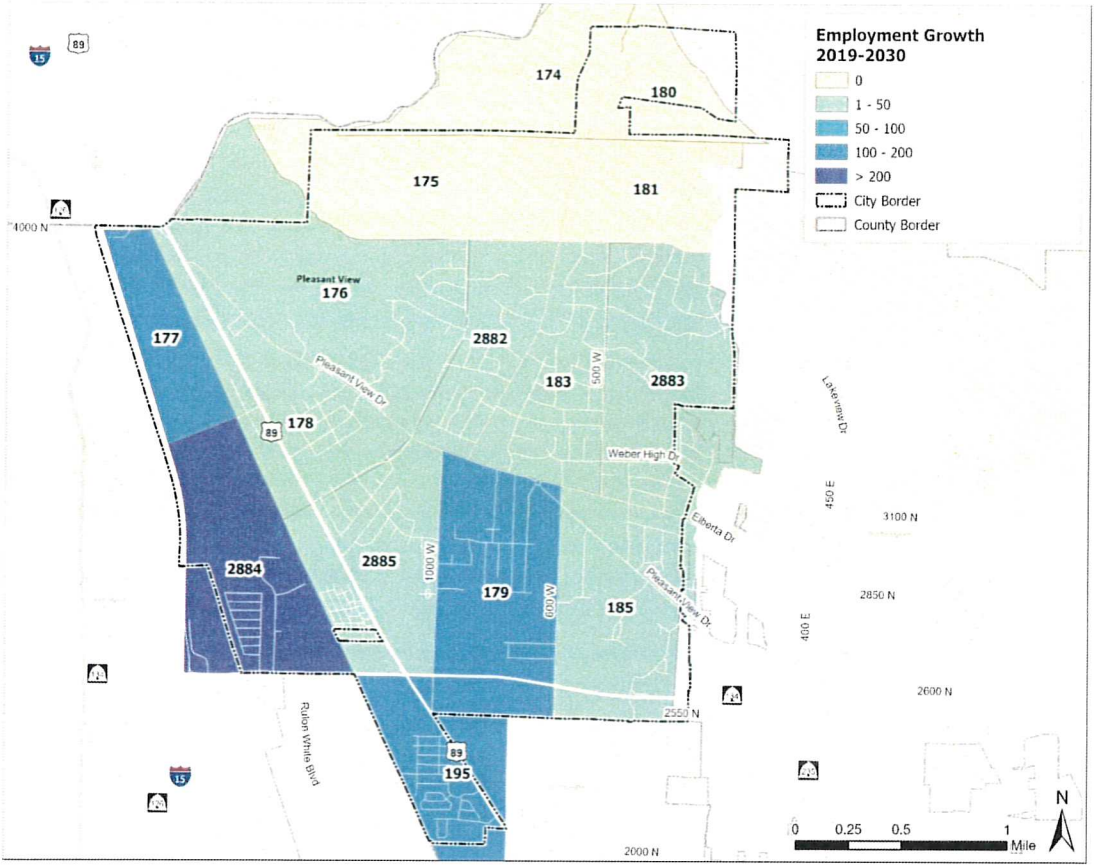 Employment Growth
2019-2030
0
1 - 50
50 - 100
100 - 200
> 200
City Border
County Border
15
89
174
180
175
181
4000 N
Pleasant View
176
177
2882
Pleasant View Dr
183
500 W
2883
Lakeview Dr
178
89
Weber High Dr
450 E
3100 N
Elberta Dr
2884
2885
1000 W
179
600 W
Pleasant View Dr
185
2850 N
400 E
2600 N
2550 N
Rulon White Blvd
89
195
15
2000 N
N
0 0.25 0.5 1
Mile